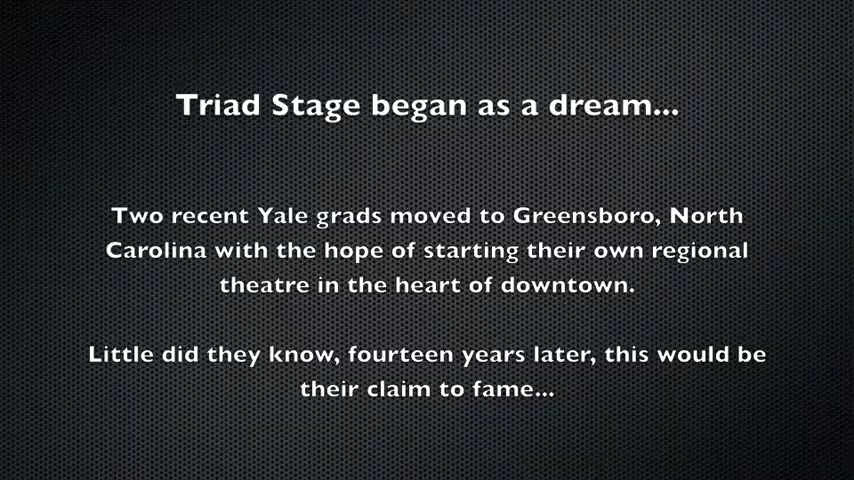 Triad Stage began as a dream...
Two recent Yale grads moved to Greensboro, North
Carolina with the hope of starting their own regional
theatre in the heart of downtown.
Little did they know, fourteen years later, this would be
their claim to fame...